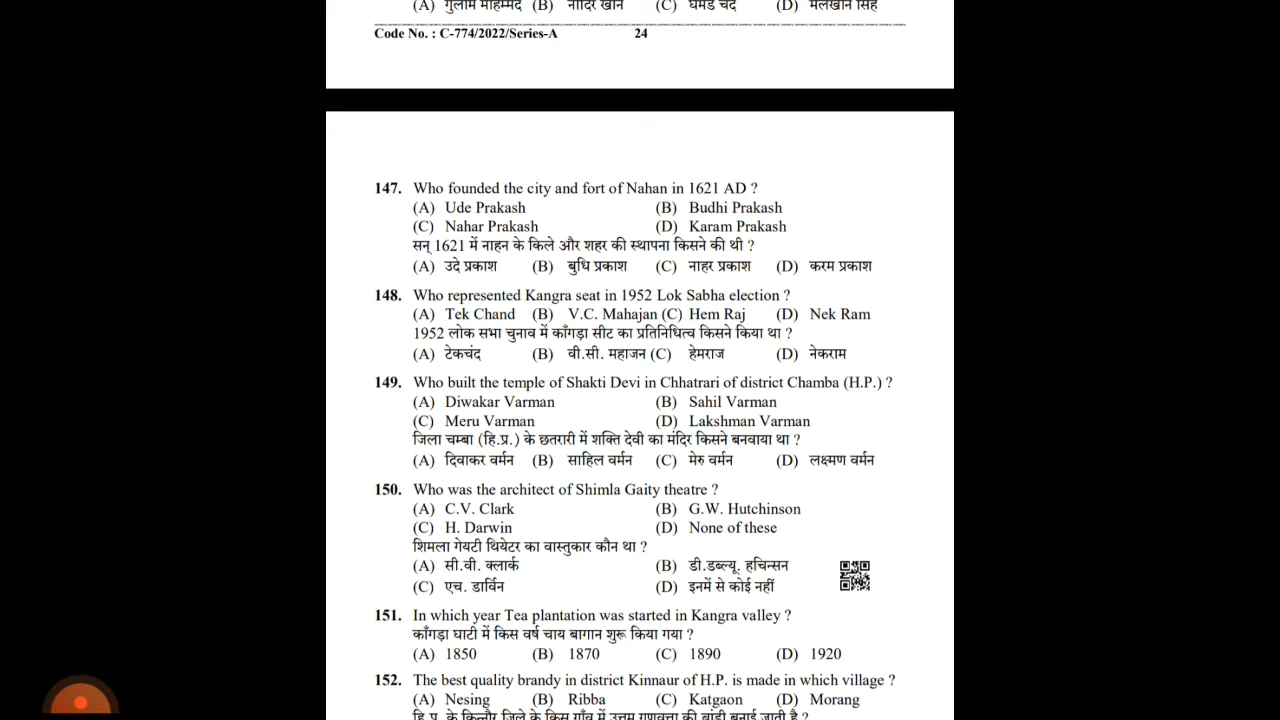 (A) गुलाम मोहम्मद (B) नादिर खान (C) घमंड चंद (D) मलखान सिंह
Code No. : C-774/2022/Series-A 24
147. Who founded the city and fort of Nahan in 1621 AD ?
(A) Ude Prakash (B) Budhi Prakash
(C) Nahar Prakash (D) Karam Prakash
सन् 1621 में नाहन के किले और शहर की स्थापना किसने की थी ?
(A) उदे प्रकाश (B) बुधि प्रकाश (C) नाहर प्रकाश (D) करम प्रकाश
148. Who represented Kangra seat in 1952 Lok Sabha election ?
(A) Tek Chand (B) V.C. Mahajan (C) Hem Raj (D) Nek Ram
1952 लोक सभा चुनाव में काँगड़ा सीट का प्रतिनिधित्व किसने किया था ?
(A) टेकचंद (B) वी.सी. महाजन (C) हेमराज (D) नेकराम
149. Who built the temple of Shakti Devi in Chhatrari of district Chamba (H.P.) ?
(A) Diwakar Varman (B) Sahil Varman
(C) Meru Varman (D) Lakshman Varman
जिला चम्बा (हि.प्र.) के छतरारी में शक्ति देवी का मंदिर किसने बनवाया था ?
(A) दिवाकर वर्मन (B) साहिल वर्मन (C) मेरु वर्मन (D) लक्ष्मण वर्मन
150. Who was the architect of Shimla Gaity theatre ?
(A) C.V. Clark (B) G.W. Hutchinson
(C) H. Darwin (D) None of these
शिमला गेयटी थियेटर का वास्तुकार कौन था ?
(A) सी.वी. क्लार्क (B) डी.डब्ल्यू. हचिन्सन
(C) एच. डार्विन (D) इनमें से कोई नहीं
151. In which year Tea plantation was started in Kangra valley ?
काँगड़ा घाटी में किस वर्ष चाय बागान शुरू किया गया ?
(A) 1850 (B) 1870 (C) 1890 (D) 1920
152. The best quality brandy in district Kinnaur of H.P. is made in which village ?
(A) Nesing (B) Ribba (C) Katgaon (D) Morang
हि.प्र. के किन्नौर जिले के किस गाँव में उत्तम गुणवत्ता की ब्रांडी बनाई जाती है ?